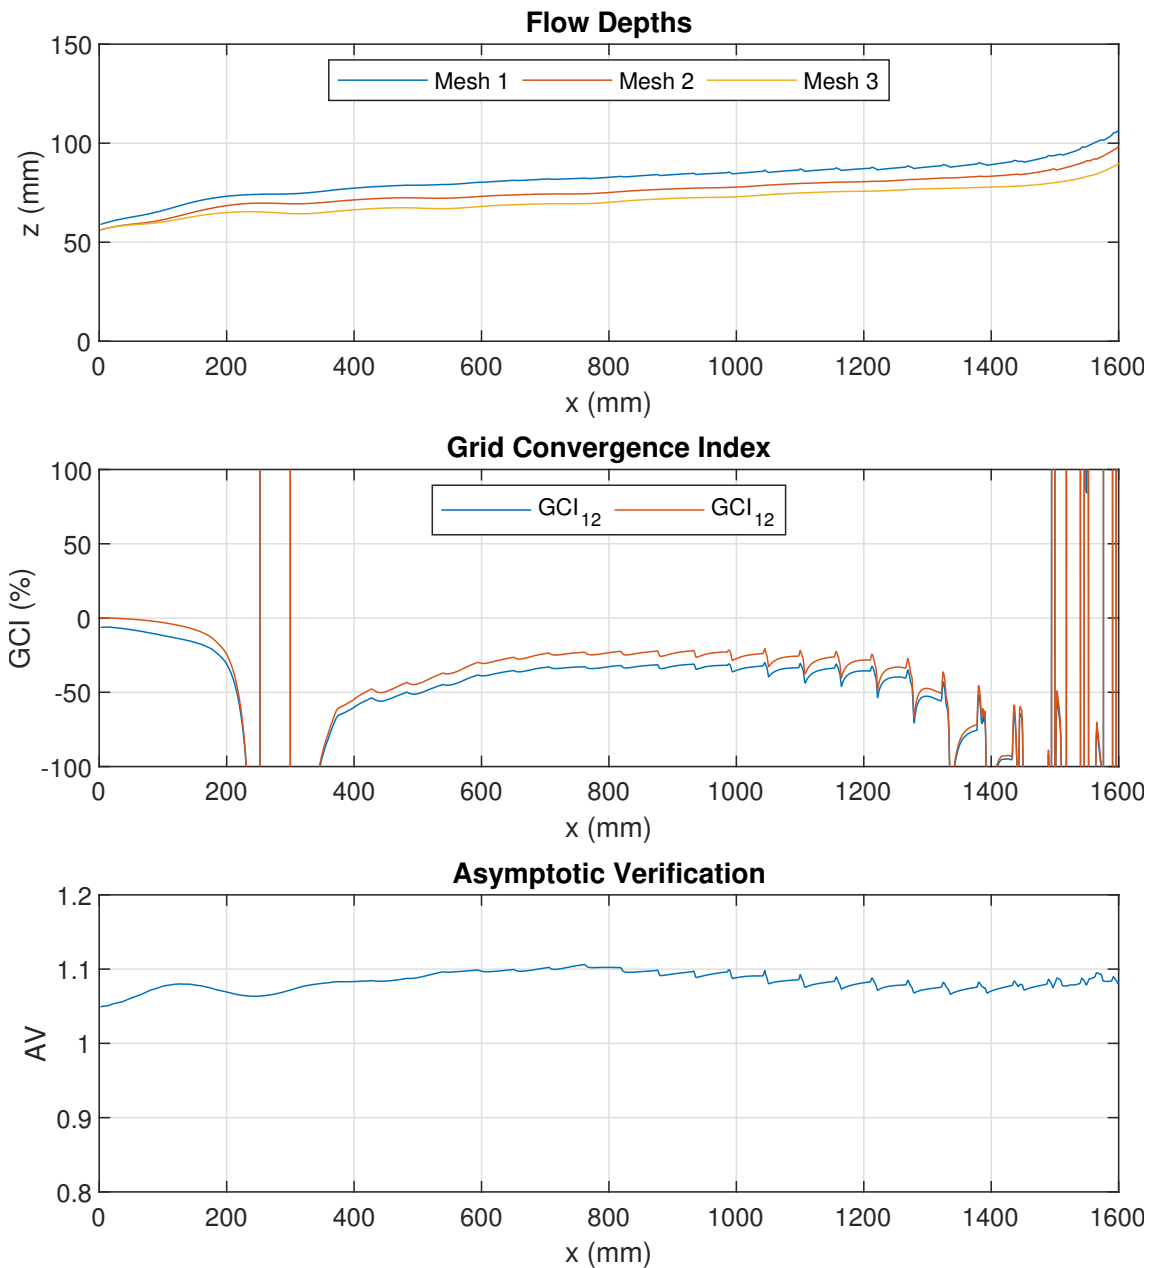 Flow Depths
150
100
50
0
z (mm)
Mesh 1 Mesh 2 Mesh 3
0 200 400 600 800 1000 1200 1400 1600
x (mm)
Grid Convergence Index
100
50
0
-50
-100
GCI (%)
GCI12 GCI12
0 200 400 600 800 1000 1200 1400 1600
x (mm)
Asymptotic Verification
1.2
1.1
1
0.9
0.8
AV
0 200 400 600 800 1000 1200 1400 1600
x (mm)